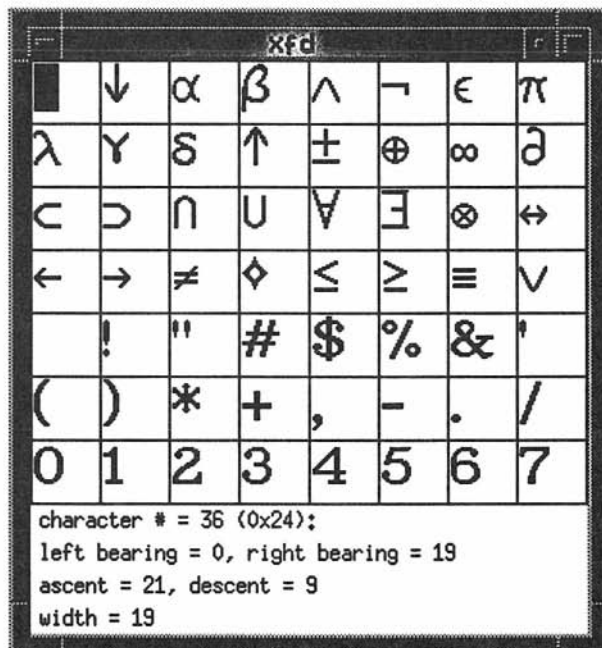 xfd
↓ α β ∧ ¬ ϵ π
λ γ δ ↑ ± ⊕ ∞ ∂
⊂ ⊃ ∩ ∪ ∀ ∃ ⊗ ↔
← → ≠ ◇ ≤ ≥ ≡ ∨
! " # $ % & '
( ) * + , - . /
0 1 2 3 4 5 6 7
character # = 36 (0x24):
left bearing = 0, right bearing = 19
ascent = 21, descent = 9
width = 19